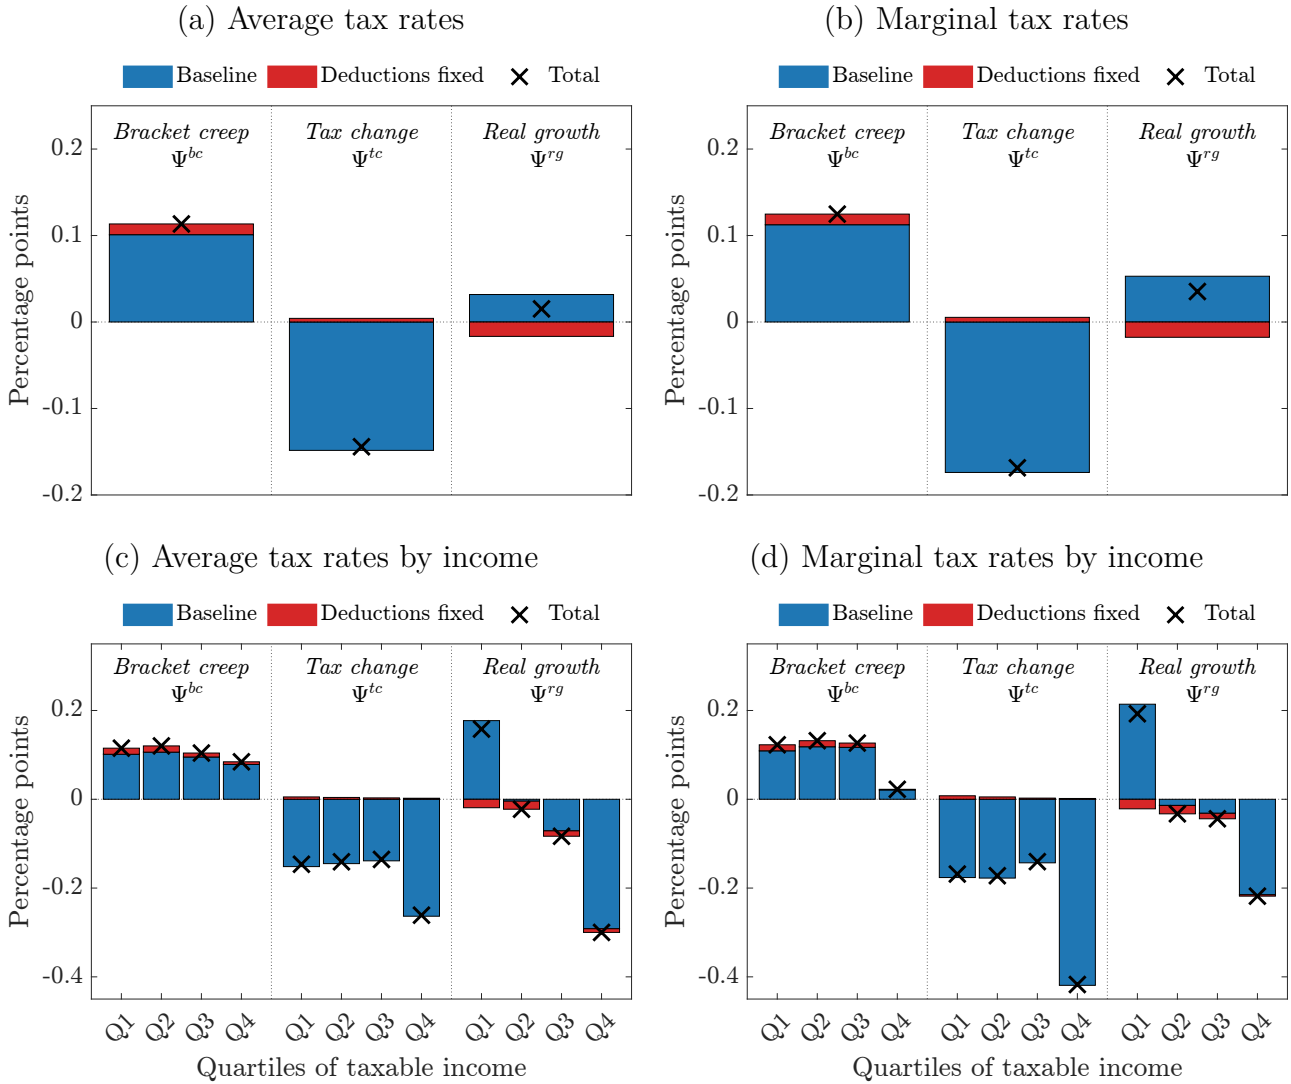 (a) Average tax rates
Baseline Deductions fixed Total
Bracket creep Tax change Real growth
Ψ^{bc} Ψ^{tc} Ψ^{rg}
0.2
0.1
0
-0.1
-0.2
Percentage points
(b) Marginal tax rates
Baseline Deductions fixed Total
Bracket creep Tax change Real growth
Ψ^{bc} Ψ^{tc} Ψ^{rg}
0.2
0.1
0
-0.1
-0.2
Percentage points
(c) Average tax rates by income
Baseline Deductions fixed Total
Bracket creep Tax change Real growth
Ψ^{bc} Ψ^{tc} Ψ^{rg}
0.2
0
-0.2
-0.4
Percentage points
Q1 Q2 Q3 Q4 Q1 Q2 Q3 Q4 Q1 Q2 Q3 Q4
Quartiles of taxable income
(d) Marginal tax rates by income
Baseline Deductions fixed Total
Bracket creep Tax change Real growth
Ψ^{bc} Ψ^{tc} Ψ^{rg}
0.2
0
-0.2
-0.4
Percentage points
Q1 Q2 Q3 Q4 Q1 Q2 Q3 Q4 Q1 Q2 Q3 Q4
Quartiles of taxable income